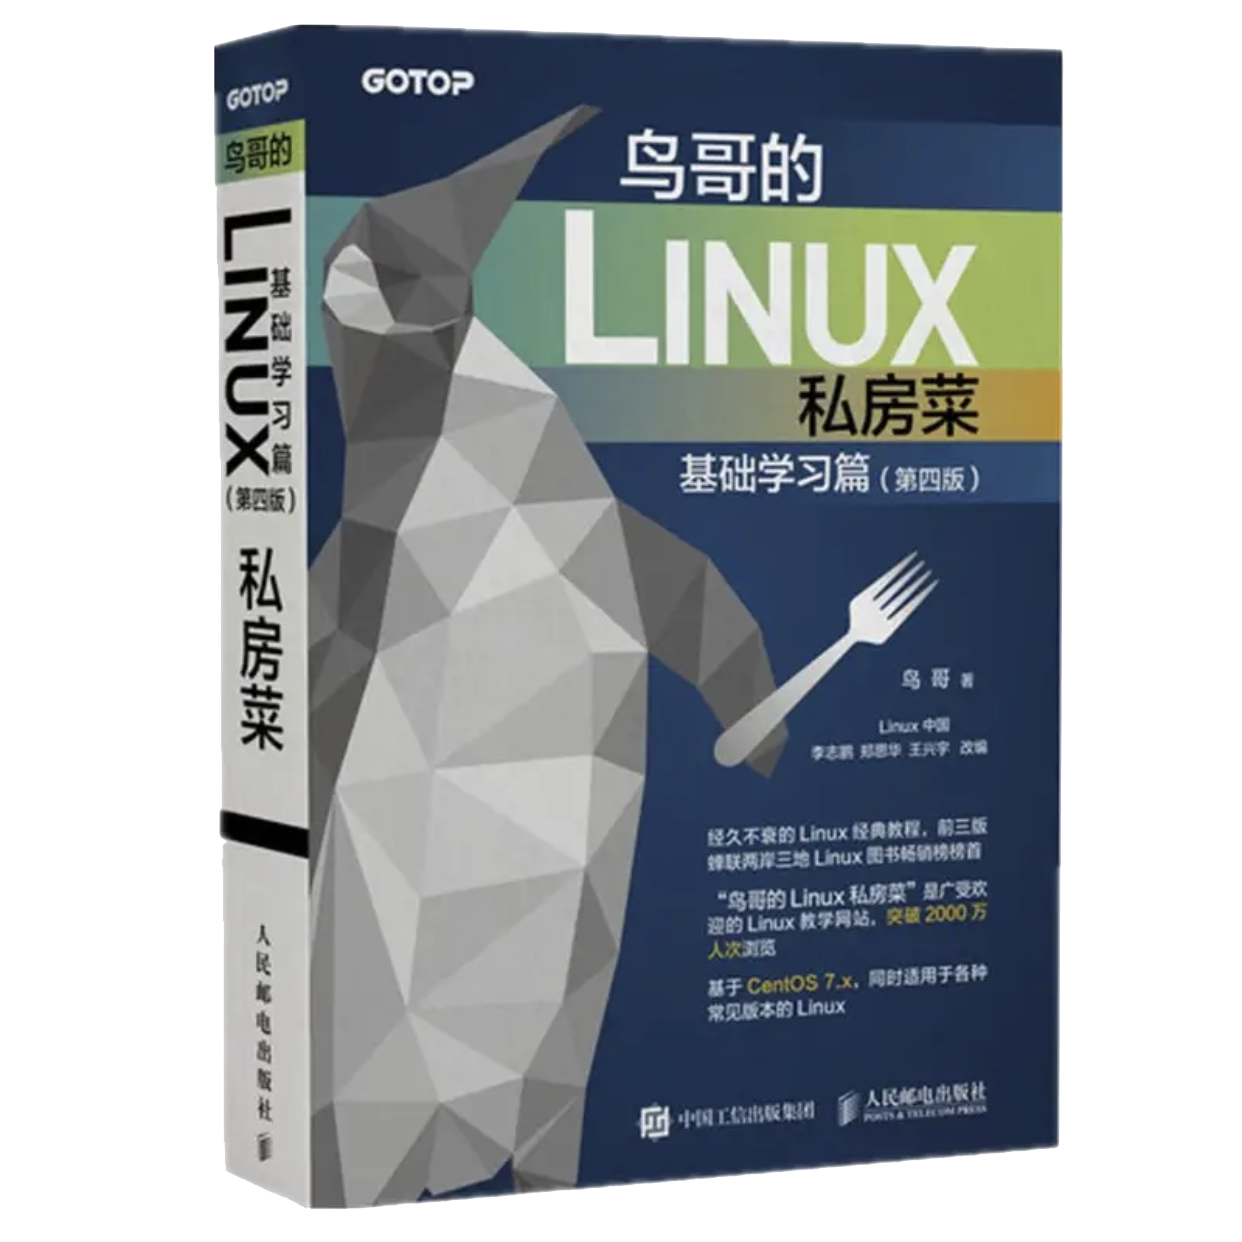 GOTOP
鸟哥的
LINUX
基础学习篇
（第四版）
私房菜
人民邮电出版社
GOTOP
鸟哥的
LINUX
私房菜
基础学习篇（第四版）
鸟哥 著
Linux 中国
李志鹏 郑思华 王兴宇 改编
经久不衰的 Linux 经典教程，前三版
蝉联两岸三地 Linux 图书畅销榜榜首
“鸟哥的 Linux 私房菜”是广受欢
迎的 Linux 教学网站，突破 2000 万
人次浏览
基于 CentOS 7.x，同时适用于各种
常见版本的 Linux
中国工信出版集团
人民邮电出版社
POSTS & TELECOM PRESS